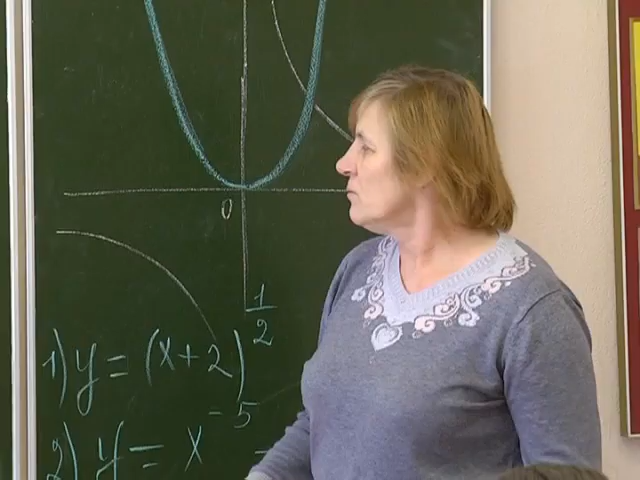 0
1) y = (x+2)^{1/2}
2) y = x^{-5}